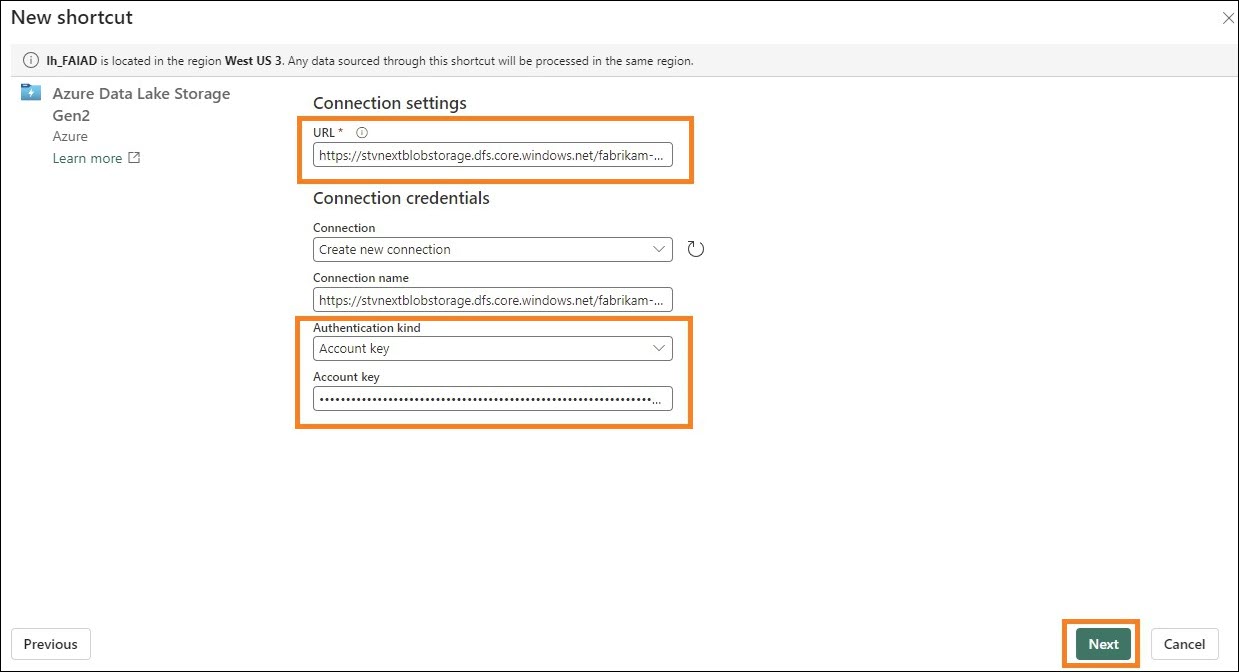 New shortcut
lh_FAIAD is located in the region West US 3. Any data sourced through this shortcut will be processed in the same region.
Azure Data Lake Storage
Gen2
Azure
Learn more
Connection settings
URL *
https://stvnextblobstorage.dfs.core.windows.net/fabrikam-...
Connection credentials
Connection
Create new connection
Connection name
https://stvnextblobstorage.dfs.core.windows.net/fabrikam-...
Authentication kind
Account key
Account key
••••••••••••••••••••••••••••••••••••••••••••••••••••••••••••••••...
Previous
Next
Cancel